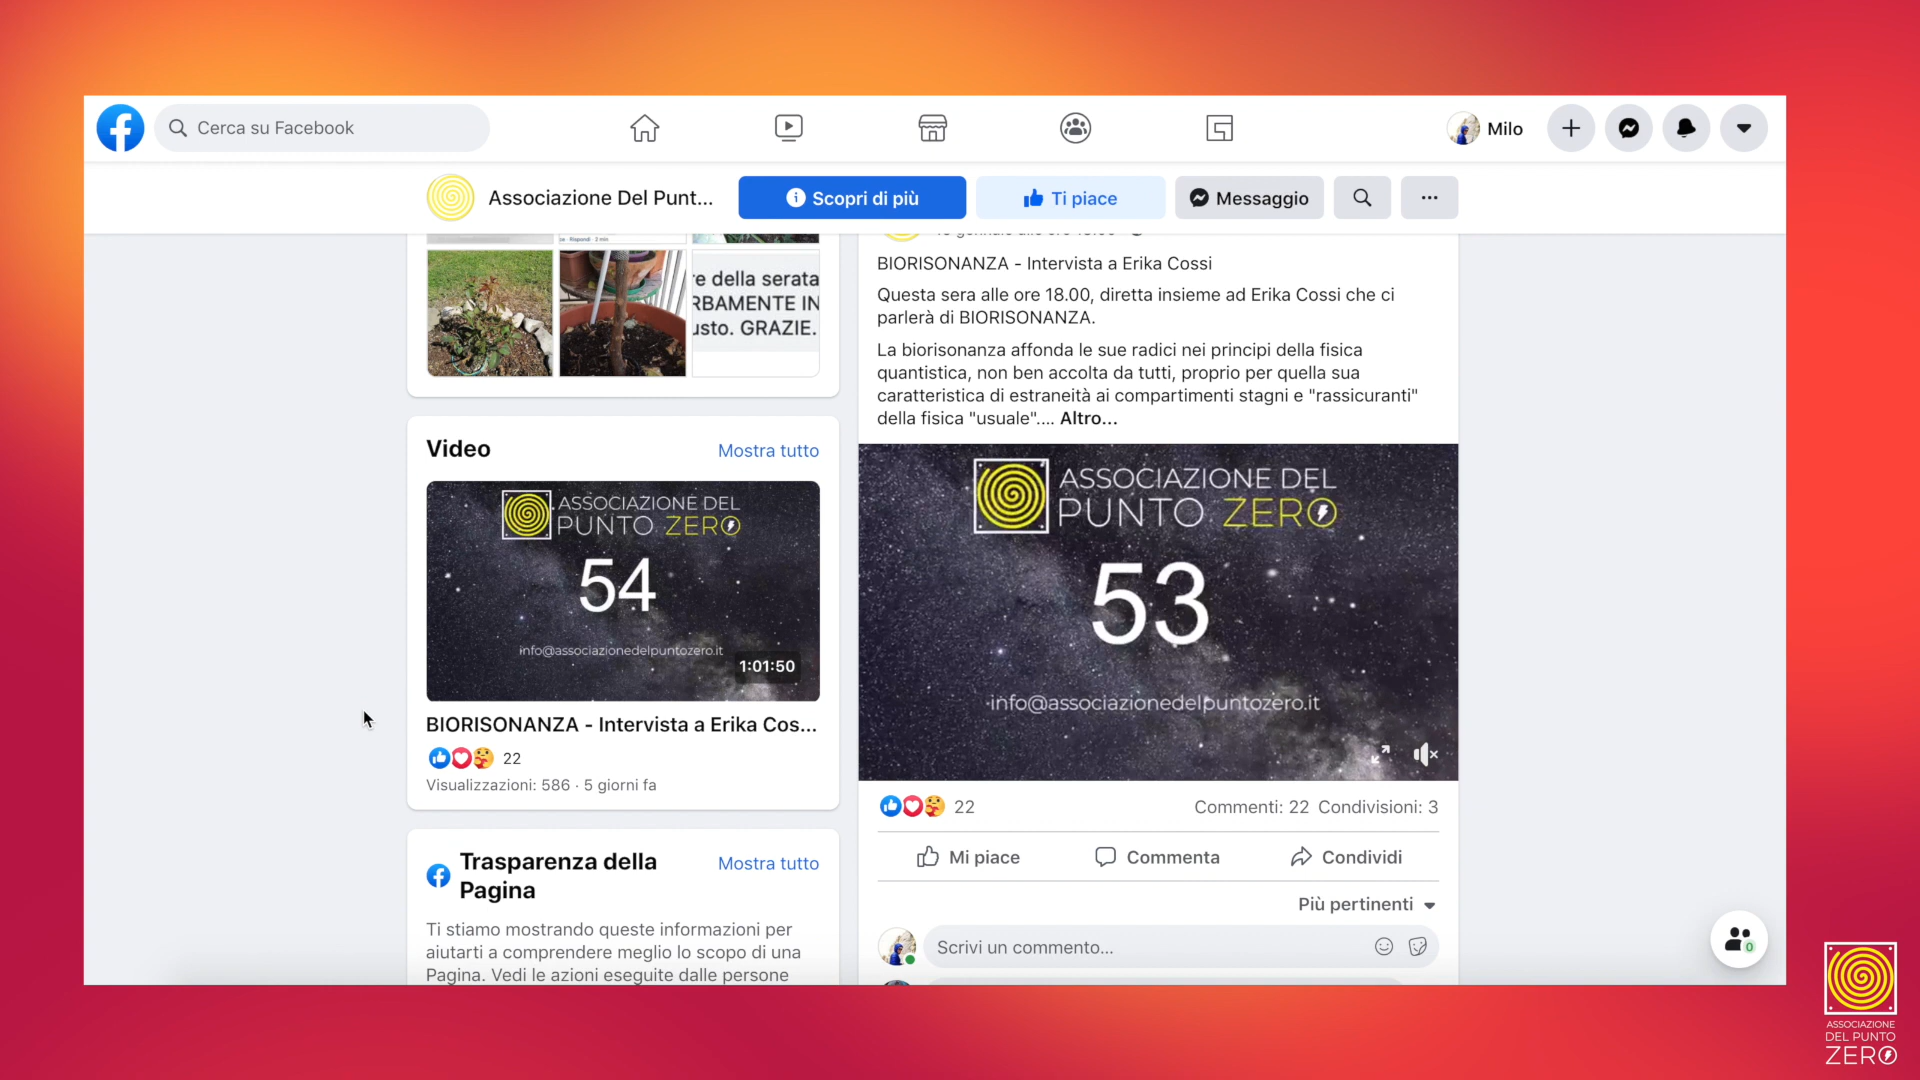 Cerca su Facebook
Milo
Associazione Del Punt...
Scopri di più
Ti piace
Messaggio
re della serata
RBAMENTE IN
usto. GRAZIE.
Video
Mostra tutto
ASSOCIAZIONE DEL
PUNTO ZERO
54
info@associazionedelpuntozero.it
1:01:50
BIORISONANZA - Intervista a Erika Cos...
22
Visualizzazioni: 586 · 5 giorni fa
Trasparenza della
Pagina
Mostra tutto
Ti stiamo mostrando queste informazioni per
aiutarti a comprendere meglio lo scopo di una
Pagina. Vedi le azioni eseguite dalle persone
BIORISONANZA - Intervista a Erika Cossi
Questa sera alle ore 18.00, diretta insieme ad Erika Cossi che ci
parlerà di BIORISONANZA.
La biorisonanza affonda le sue radici nei principi della fisica
quantistica, non ben accolta da tutti, proprio per quella sua
caratteristica di estraneità ai compartimenti stagni e "rassicuranti"
della fisica "usuale".... Altro...
ASSOCIAZIONE DEL
PUNTO ZERO
53
info@associazionedelpuntozero.it
22
Commenti: 22 Condivisioni: 3
Mi piace
Commenta
Condividi
Più pertinenti
Scrivi un commento...
0
ASSOCIAZIONE
DEL PUNTO
ZERO